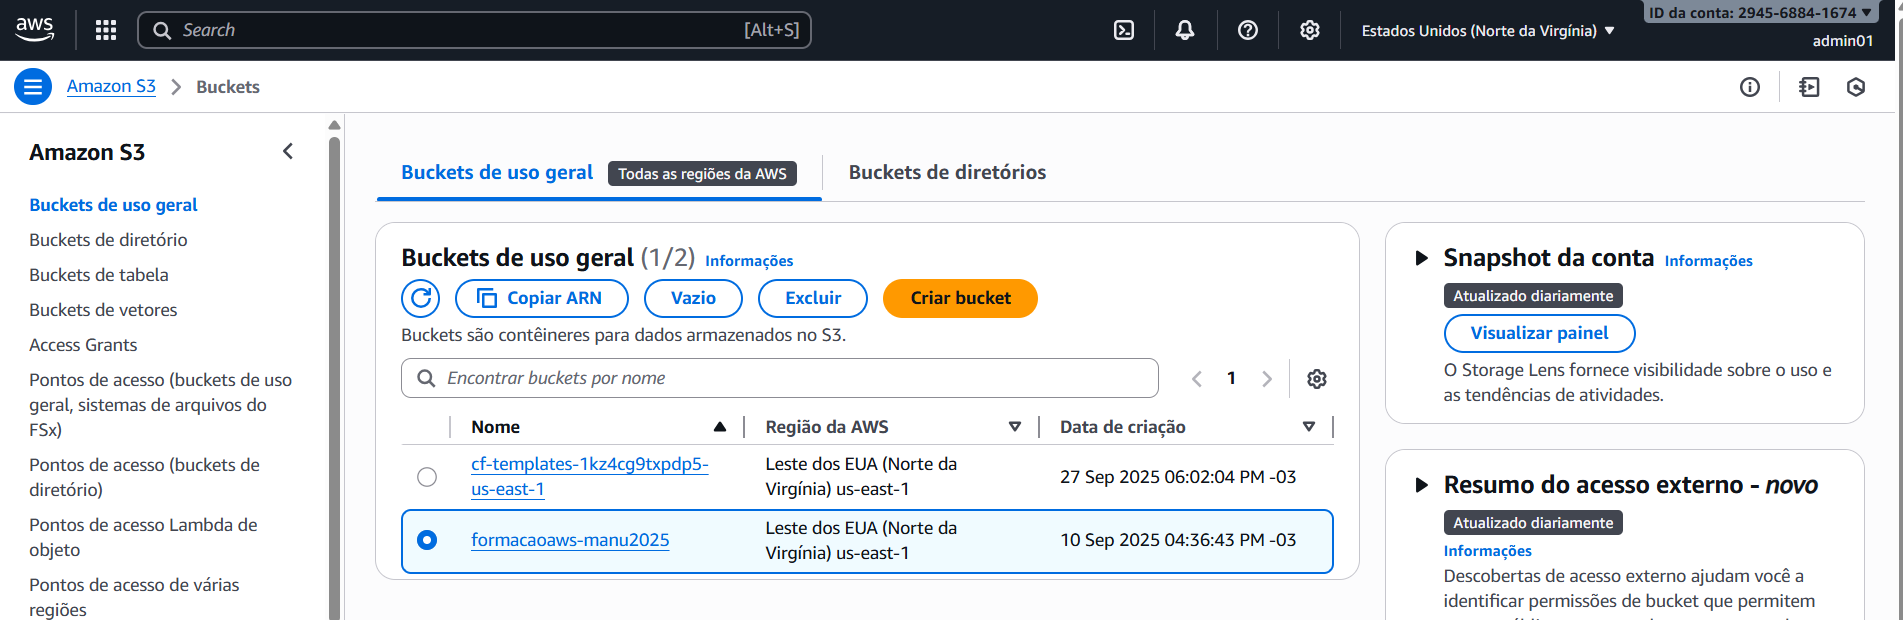 aws
Search
[Alt+S]
Estados Unidos (Norte da Virgínia)
ID da conta: 2945-6884-1674
admin01
Amazon S3
Buckets
Amazon S3
Buckets de uso geral
Buckets de diretório
Buckets de tabela
Buckets de vetores
Access Grants
Pontos de acesso (buckets de uso
geral, sistemas de arquivos do
FSx)
Pontos de acesso (buckets de
diretório)
Pontos de acesso Lambda de
objeto
Pontos de acesso de várias
regiões
Buckets de uso geral
Todas as regiões da AWS
Buckets de diretórios
Buckets de uso geral (1/2) Informações
Copiar ARN
Vazio
Excluir
Criar bucket
Buckets são contêineres para dados armazenados no S3.
Encontrar buckets por nome
1
Nome
Região da AWS
Data de criação
cf-templates-1kz4cg9txpdp5-
us-east-1
Leste dos EUA (Norte da
Virgínia) us-east-1
27 Sep 2025 06:02:04 PM -03
formacaoaws-manu2025
Leste dos EUA (Norte da
Virgínia) us-east-1
10 Sep 2025 04:36:43 PM -03
Snapshot da conta Informações
Atualizado diariamente
Visualizar painel
O Storage Lens fornece visibilidade sobre o uso e
as tendências de atividades.
Resumo do acesso externo - novo
Atualizado diariamente
Informações
Descobertas de acesso externo ajudam você a
identificar permissões de bucket que permitem